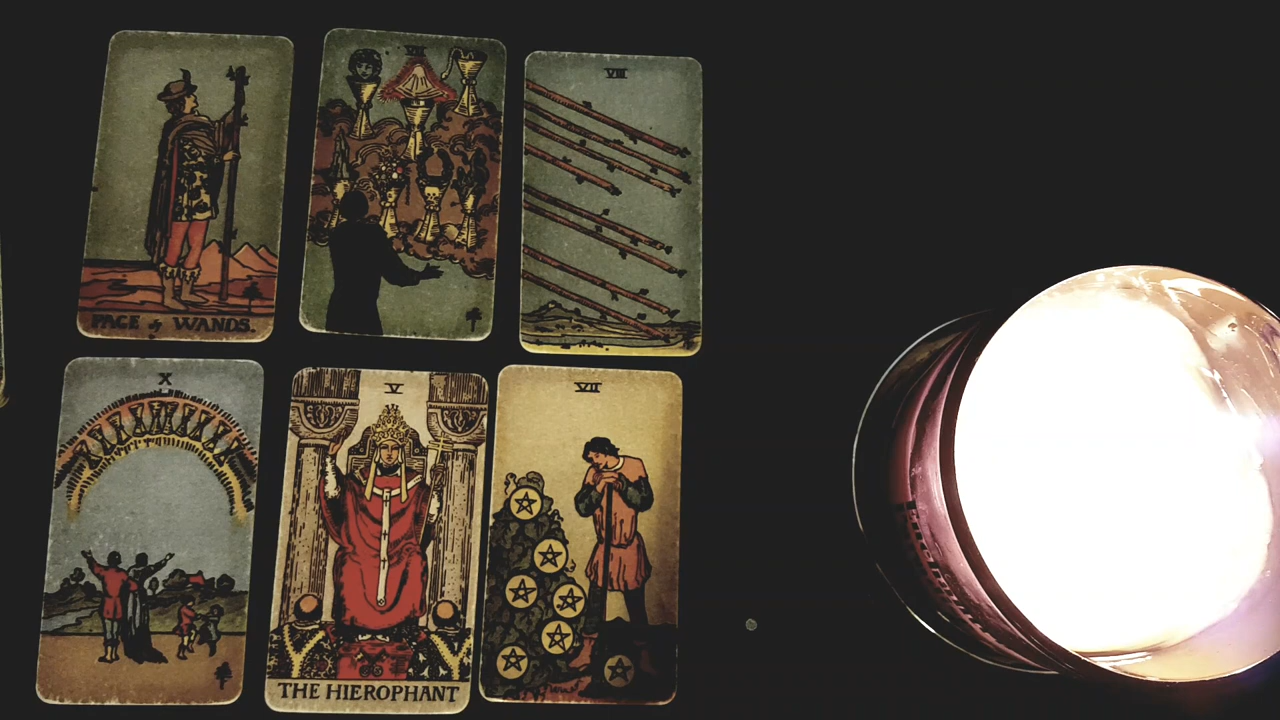 VII
VIII
PAGE of WANDS.
X
V
VII
THE HIEROPHANT